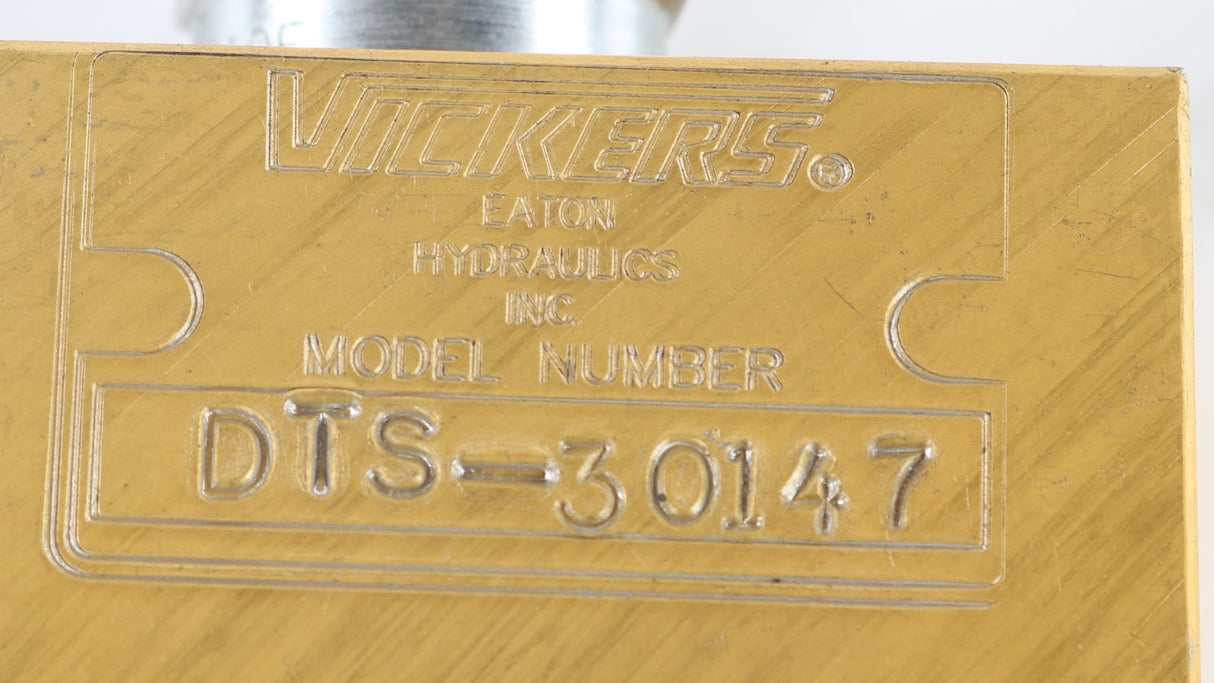 VICKERS®
EATON
HYDRAULICS
INC.
MODEL NUMBER
DTS-30147